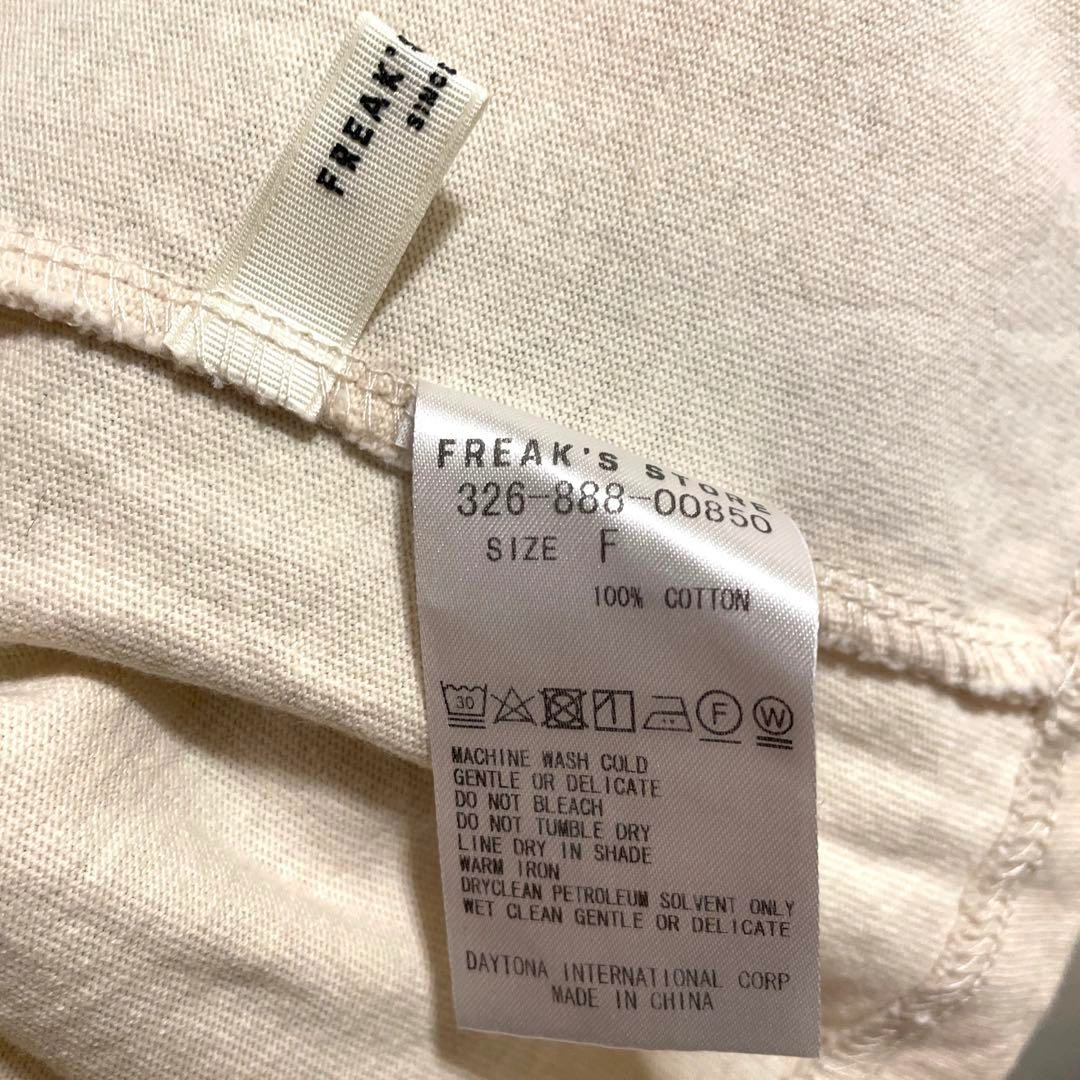 FREAK'S
SINCE
FREAK'S STORE
326-888-00850
SIZE F
100% COTTON
30
F
W
MACHINE WASH COLD
GENTLE OR DELICATE
DO NOT BLEACH
DO NOT TUMBLE DRY
LINE DRY IN SHADE
WARM IRON
DRYCLEAN PETROLEUM SOLVENT ONLY
WET CLEAN GENTLE OR DELICATE
DAYTONA INTERNATIONAL CORP
MADE IN CHINA